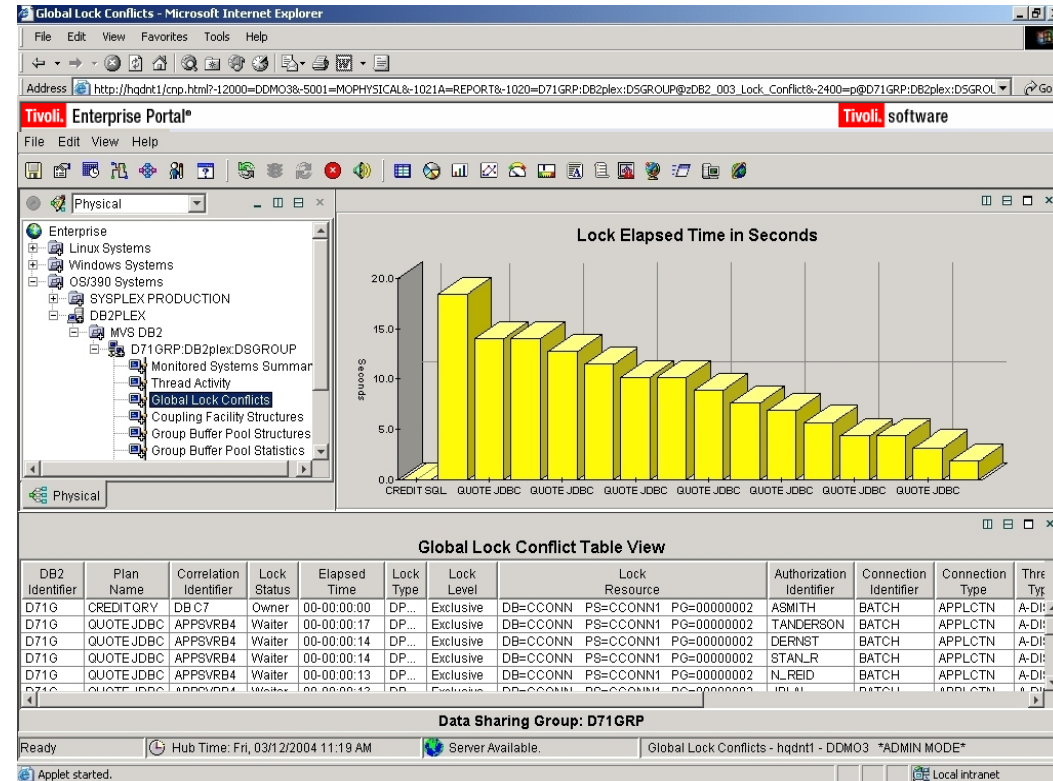 Global Lock Conflicts - Microsoft Internet Explorer
File Edit View Favorites Tools Help
Address http://hqdnt1/cnp.html?-12000=DDMO3&-5001=MOPHYSICAL&-1021A=REPORT&-1020=D71GRP:DB2plex:DSGROUP@zDB2_003_Lock_Conflict&-2400=p@D71GRP:DB2plex:DSGROU Go
Tivoli. Enterprise Portal® Tivoli. software
File Edit View Help
Physical
Enterprise
Linux Systems
Windows Systems
OS/390 Systems
SYSPLEX PRODUCTION
DB2PLEX
MVS DB2
D71GRP:DB2plex:DSGROUP
Monitored Systems Summar
Thread Activity
Global Lock Conflicts
Coupling Facility Structures
Group Buffer Pool Structures
Group Buffer Pool Statistics
Physical
Lock Elapsed Time in Seconds
20.0
15.0
10.0
5.0
0.0
Seconds
CREDIT SQL QUOTE JDBC QUOTE JDBC QUOTE JDBC QUOTE JDBC QUOTE JDBC QUOTE JDBC QUOTE JDBC
Global Lock Conflict Table View
DB2 Identifier Plan Name Correlation Identifier Lock Status Elapsed Time Lock Type Lock Level Lock Resource Authorization Identifier Connection Identifier Connection Type Thre Typ
D71G CREDITQRY DBC7 Owner 00-00:00:00 DP... Exclusive DB=CCONN PS=CCONN1 PG=00000002 ASMITH BATCH APPLCTN A-DI
D71G QUOTEJDBC APPSVRB4 Waiter 00-00:00:17 DP... Exclusive DB=CCONN PS=CCONN1 PG=00000002 TANDERSON BATCH APPLCTN A-DI
D71G QUOTEJDBC APPSVRB4 Waiter 00-00:00:14 DP... Exclusive DB=CCONN PS=CCONN1 PG=00000002 DERNST BATCH APPLCTN A-DI
D71G QUOTEJDBC APPSVRB4 Waiter 00-00:00:14 DP... Exclusive DB=CCONN PS=CCONN1 PG=00000002 STAN_R BATCH APPLCTN A-DI
D71G QUOTEJDBC APPSVRB4 Waiter 00-00:00:13 DP... Exclusive DB=CCONN PS=CCONN1 PG=00000002 N_REID BATCH APPLCTN A-DI
Data Sharing Group: D71GRP
Ready Hub Time: Fri, 03/12/2004 11:19 AM Server Available. Global Lock Conflicts - hqdnt1 - DDMO3 *ADMIN MODE*
Applet started. Local intranet